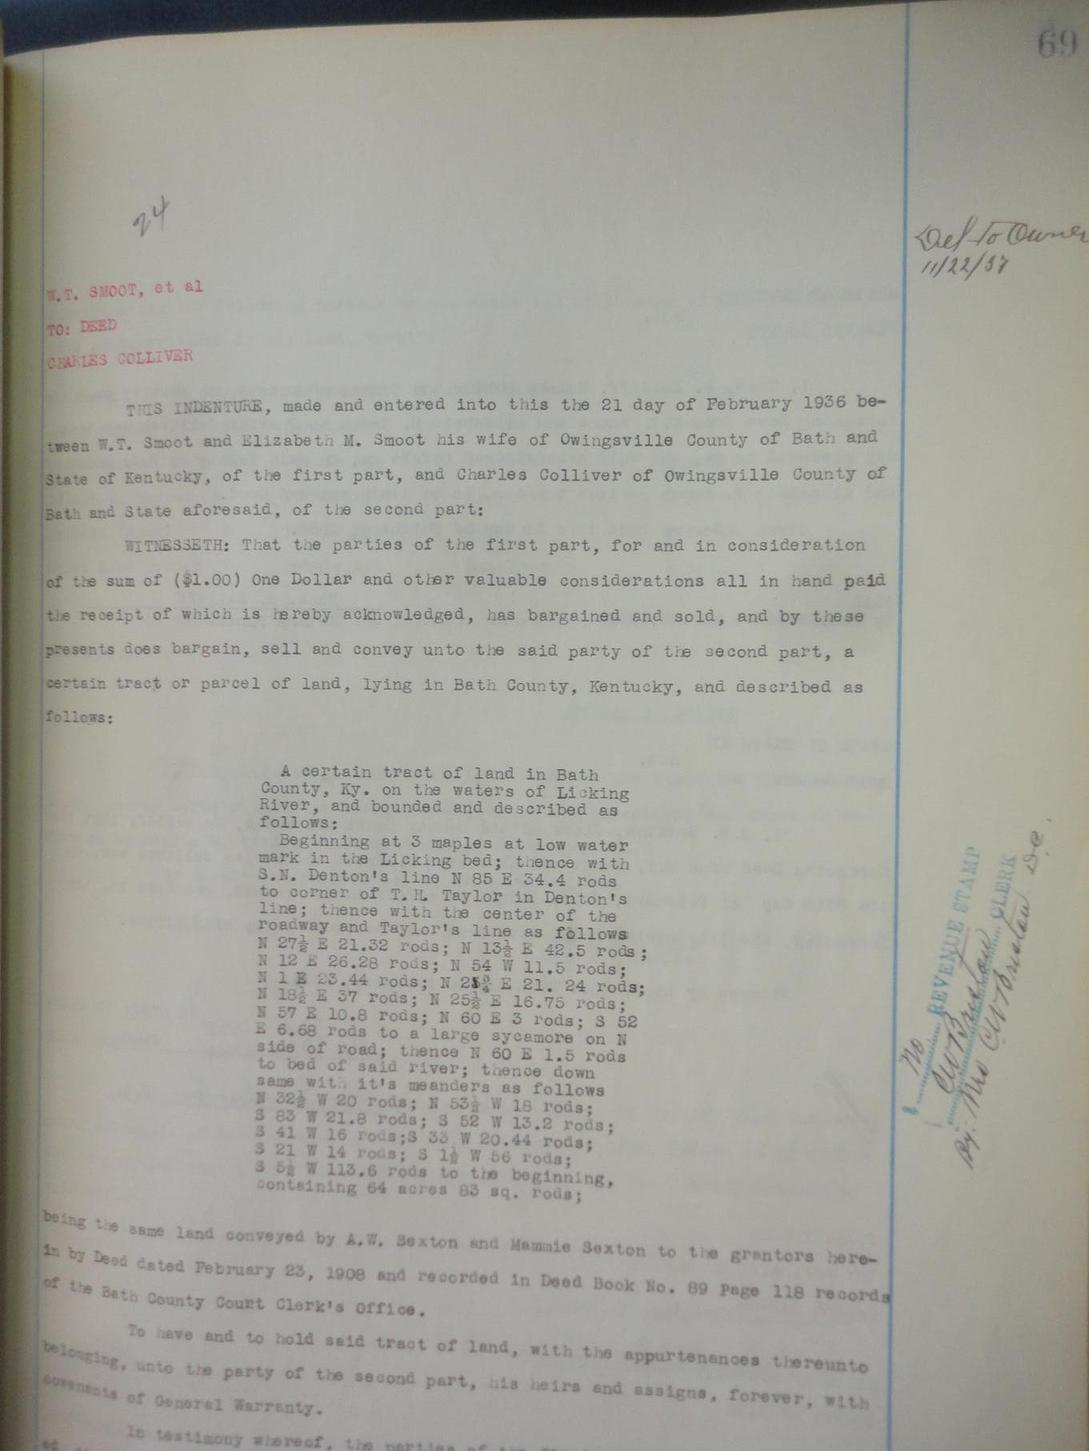 69
24
Del to Owner
11/22/37
W.T. SMOOT, et al
TO: DEED
CHARLES COLLIVER
THIS INDENTURE, made and entered into this the 21 day of February 1936 be-
tween W.T. Smoot and Elizabeth M. Smoot his wife of Owingsville County of Bath and
State of Kentucky, of the first part, and Charles Colliver of Owingsville County of
Bath and State aforesaid, of the second part:
WITNESSETH: That the parties of the first part, for and in consideration
of the sum of ($1.00) One Dollar and other valuable considerations all in hand paid
the receipt of which is hereby acknowledged, has bargained and sold, and by these
presents does bargain, sell and convey unto the said party of the second part, a
certain tract or parcel of land, lying in Bath County, Kentucky, and described as
follows:
A certain tract of land in Bath
County, Ky. on the waters of Licking
River, and bounded and described as
follows:
Beginning at 3 maples at low water
mark in the Licking bed; thence with
S.N. Denton's line N 85 E 34.4 rods
to corner of T.H. Taylor in Denton's
line; thence with the center of the
roadway and Taylor's line as follows
N 27½ E 21.32 rods; N 13½ E 42.5 rods;
N 12 E 26.28 rods; N 54 W 11.5 rods;
N 1 E 23.44 rods; N E 21. 24 rods;
N 18½ E 37 rods; N 25½ E 16.75 rods;
N 57 E 10.8 rods; N 60 E 3 rods; S 52
E 6.68 rods to a large sycamore on N
side of road; thence N 60 E 1.5 rods
to bed of said river; thence down
same with it's meanders as follows
N 32½ W 20 rods; N 53½ W 18 rods;
S 83 W 21.8 rods; S 52 W 13.2 rods;
S 41 W 16 rods;S 33 W 20.44 rods;
S 21 W 14 rods; S 1½ W 56 rods;
S 5½ W 113.6 rods to the beginning,
containing 64 acres 83 sq. rods;
being the same land conveyed by A.W. Sexton and Mammie Sexton to the grantors here-
in by Deed dated February 23, 1908 and recorded in Deed Book No. 89 Page 118 records
of the Bath County Court Clerk's Office.
To have and to hold said tract of land, with the appurtenances thereunto
belonging, unto the party of the second part, his heirs and assigns, forever, with
covenants of General Warranty.
In testimony whereof, the parties of the
No REVENUE STAMP
CW Bristow CLERK
By: Mrs CW Bristow D.C.